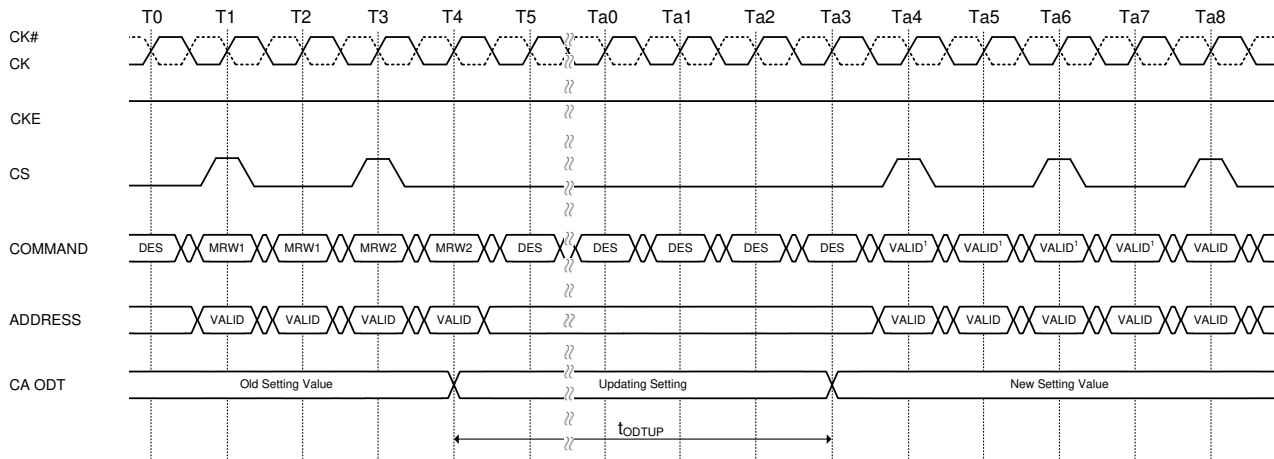 T0 T1 T2 T3 T4 T5 Ta0 Ta1 Ta2 Ta3 Ta4 Ta5 Ta6 Ta7 Ta8
CK#
CK
CKE
CS
COMMAND DES MRW1 MRW1 MRW2 MRW2 DES DES DES DES DES VALID¹ VALID¹ VALID¹ VALID¹ VALID
ADDRESS VALID VALID VALID VALID VALID VALID VALID VALID VALID
CA ODT Old Setting Value Updating Setting New Setting Value
tODTUP